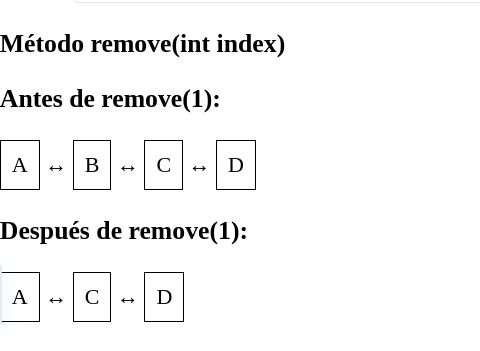 Método remove(int index)
Antes de remove(1):
A ↔ B ↔ C ↔ D
Después de remove(1):
A ↔ C ↔ D